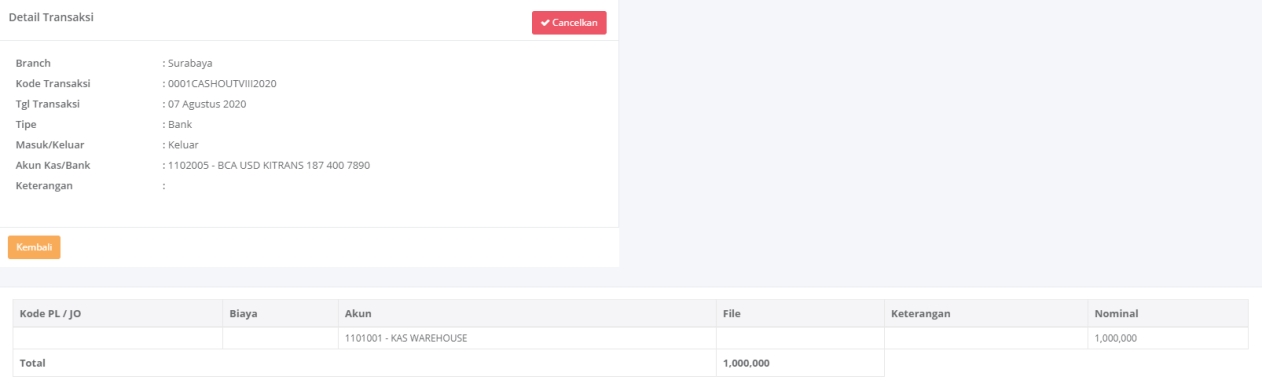 Detail Transaksi
Cancelkan
Branch : Surabaya
Kode Transaksi : 0001CASHOUTVIII2020
Tgl Transaksi : 07 Agustus 2020
Tipe : Bank
Masuk/Keluar : Keluar
Akun Kas/Bank : 1102005 - BCA USD KITRANS 187 400 7890
Keterangan :
Kembali
Kode PL / JO Biaya Akun File Keterangan Nominal
1101001 - KAS WAREHOUSE 1,000,000
Total 1,000,000